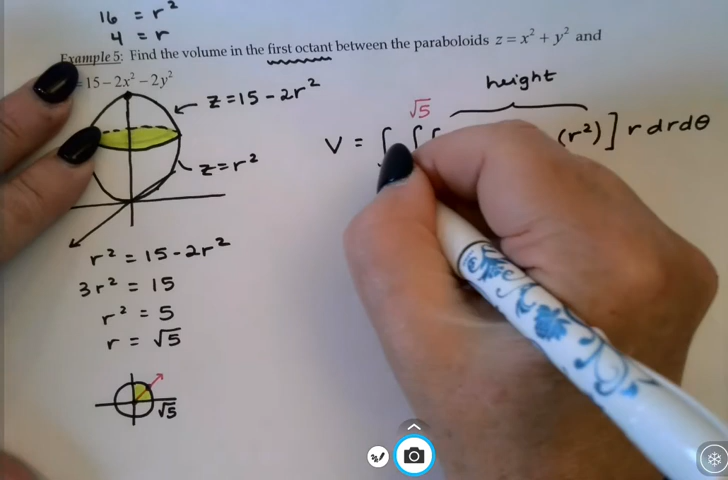 16 = r²
4 = r
Example 5: Find the volume in the first octant between the paraboloids z = x² + y² and
= 15 − 2x² − 2y²
z = 15 − 2r²
z = r²
height
√5
V = ∫ ∫ [ (r²) ] r dr dθ
r² = 15 − 2r²
3r² = 15
r² = 5
r = √5
√5